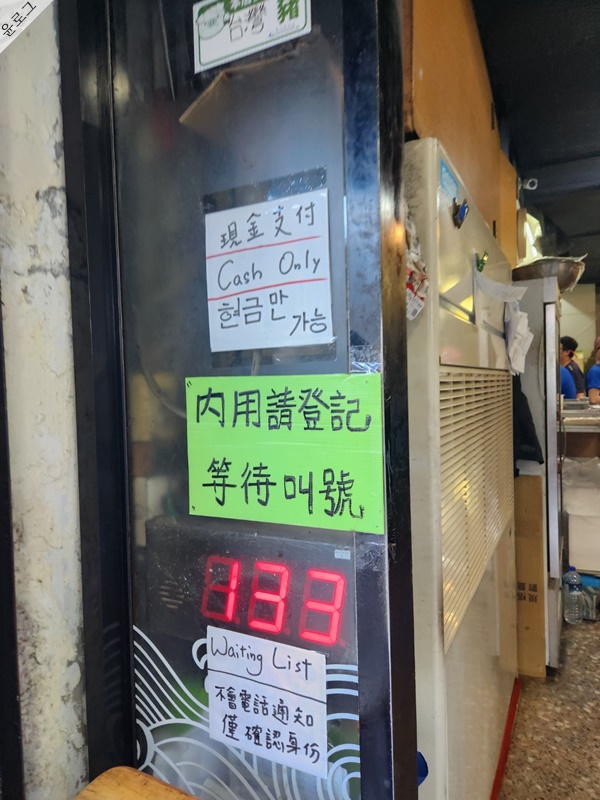 윤로그
台灣
豬
現金支付
Cash Only
현금만
가능
"内用請登記
等待叫號"
133
Waiting List
不會電話通知
僅確認身份